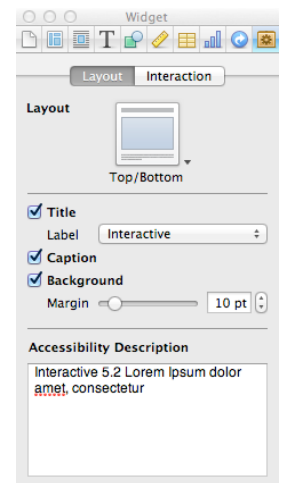 Widget
T
Layout Interaction
Layout
Top/Bottom
Title
Label Interactive
Caption
Background
Margin 10 pt
Accessibility Description
Interactive 5.2 Lorem Ipsum dolor
amet, consectetur